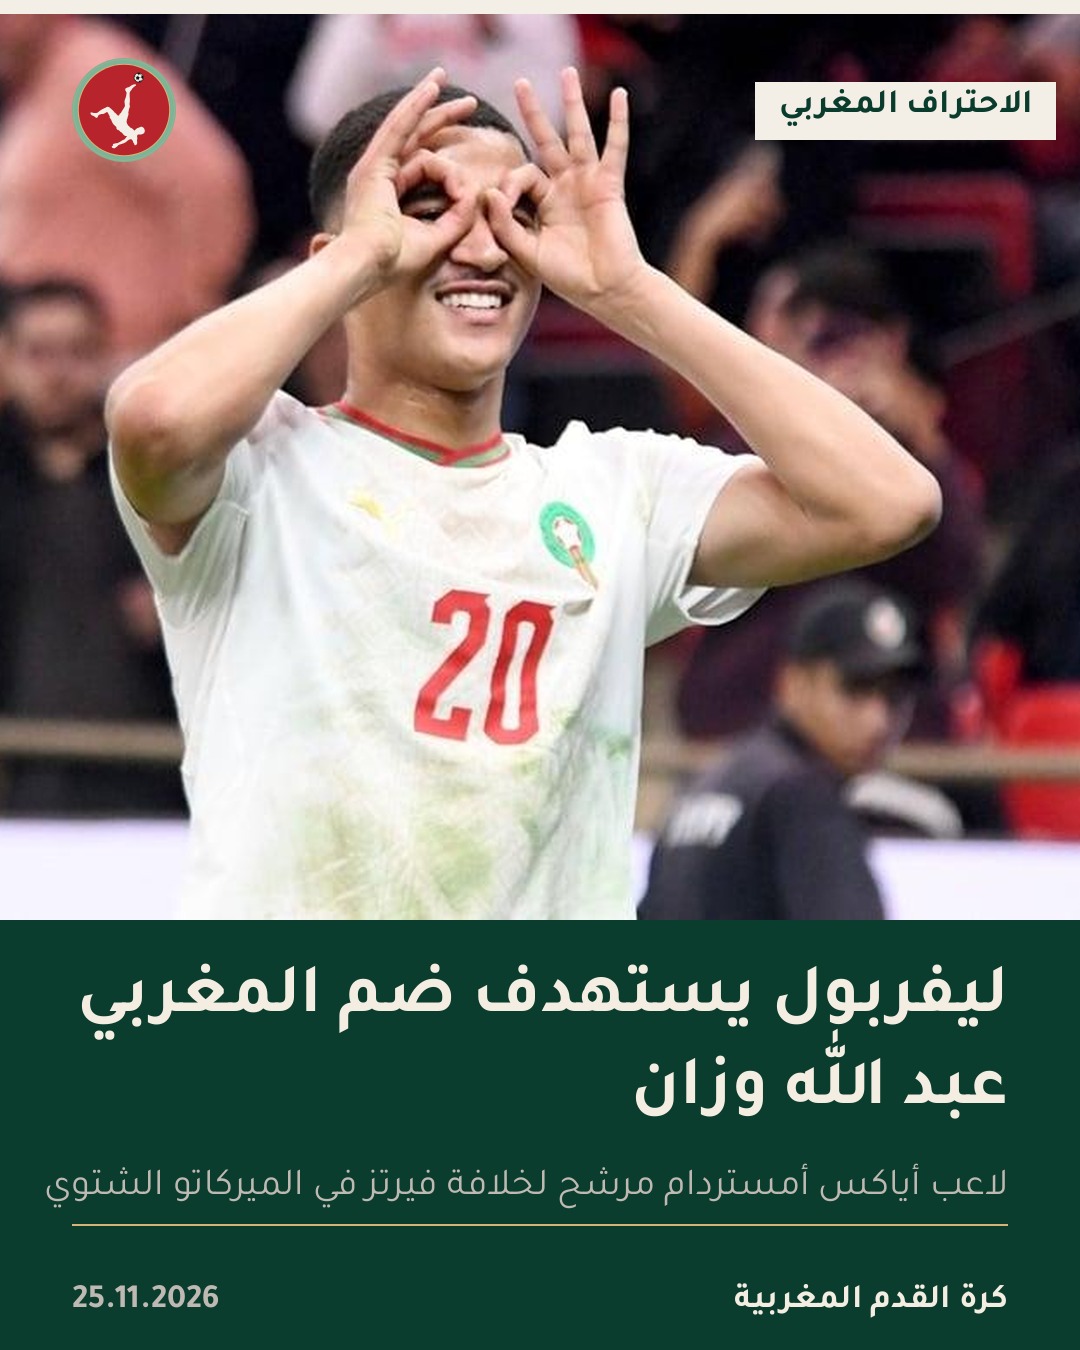 الاحتراف المغربي
20
ليفربول يستهدف ضم المغربي
عبد الله وزان
لاعب أياكس أمستردام مرشح لخلافة فيرتز في الميركاتو الشتوي
كرة القدم المغربية
25.11.2026